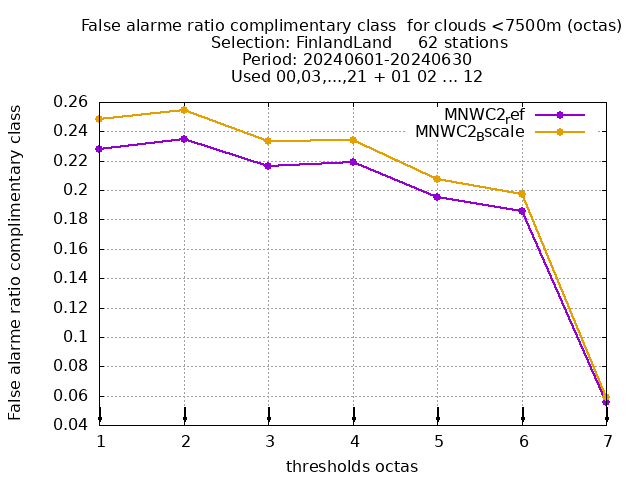 False alarme ratio complimentary class  for clouds <7500m (octas)
Selection: FinlandLand     62 stations
Period: 20240601-20240630
Used 00,03,...,21 + 01 02 ... 12
False alarme ratio complimentary class
0.26
0.24
0.22
0.2
0.18
0.16
0.14
0.12
0.1
0.08
0.06
0.04
MNWC2ref
MNWC2Bscale
1 2 3 4 5 6 7
thresholds octas